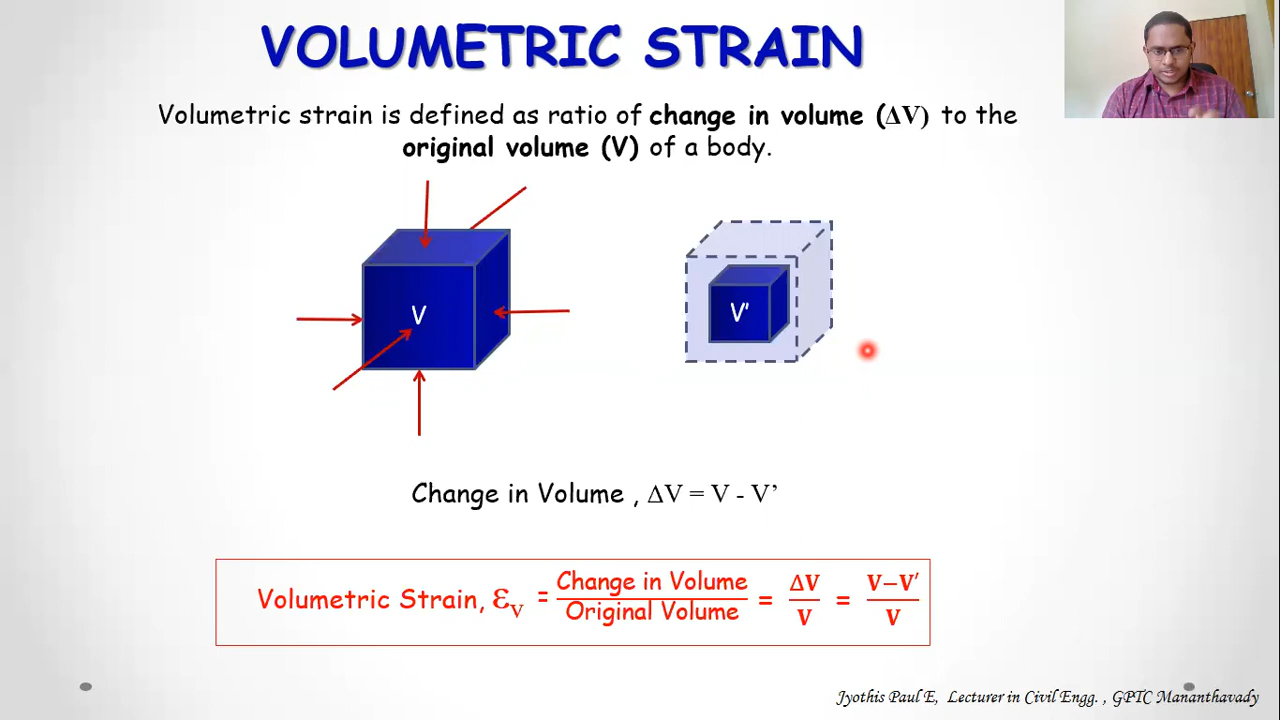 VOLUMETRIC STRAIN
Volumetric strain is defined as ratio of change in volume (ΔV) to the
original volume (V) of a body.
V
V'
Change in Volume , ΔV = V - V’
Volumetric Strain, εV = Change in Volume / Original Volume = ΔV / V = V−V′ / V
Jyothis Paul E, Lecturer in Civil Engg. , GPTC Mananthavady